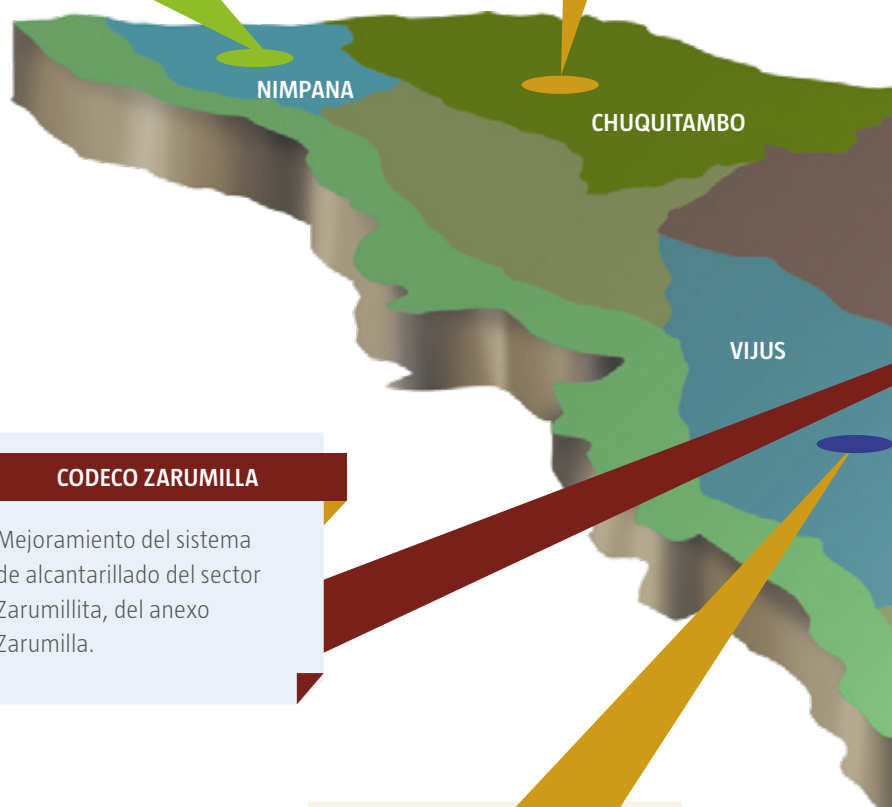 NIMPANA
CHUQUITAMBO
VIJUS
CODECO ZARUMILLA
Mejoramiento del sistema
de alcantarillado del sector
Zarumillita, del anexo
Zarumilla.